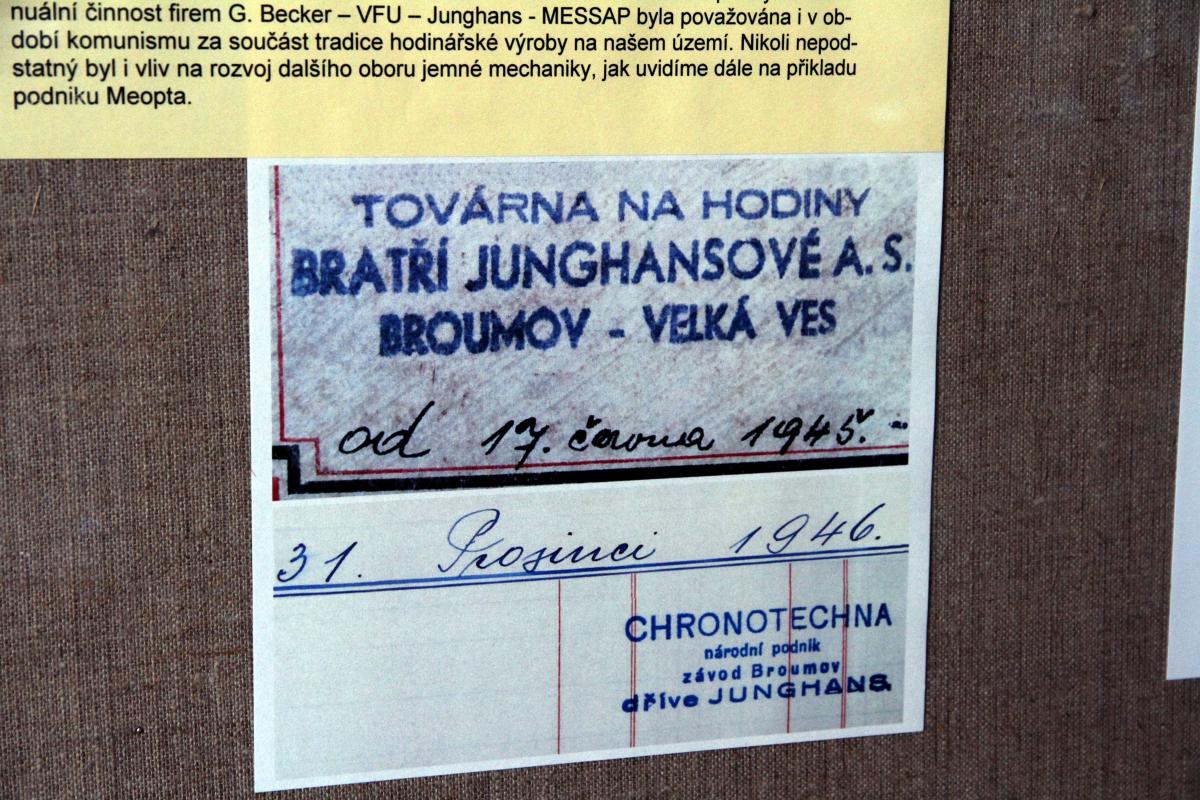 nuální činnost firem G. Becker – VFU – Junghans - MESSAP byla považována i v ob-
dobí komunismu za součást tradice hodinářské výroby na našem území. Nikoli nepod-
statný byl i vliv na rozvoj dalšího oboru jemné mechaniky, jak uvidíme dále na přikladu
podniku Meopta.
TOVÁRNA NA HODINY
BRATŘÍ JUNGHANSOVÉ A. S.
BROUMOV - VELKÁ VES
od 17. června 1945.
31. Prosinci 1946.
CHRONOTECHNA
národní podnik
závod Broumov
dříve JUNGHANS.